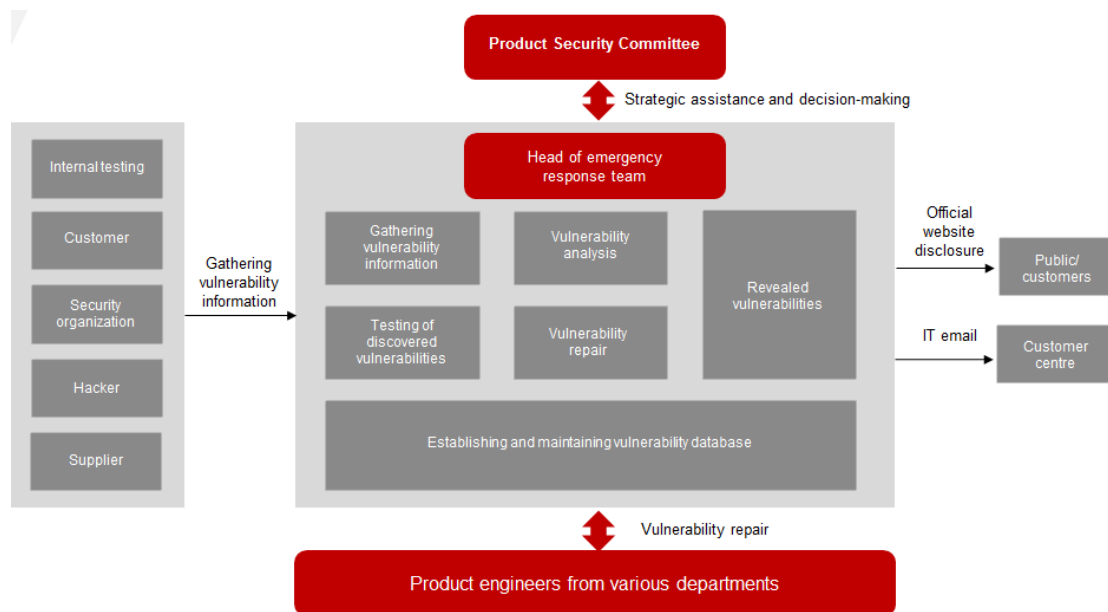 Product Security Committee
Strategic assistance and decision-making
Internal testing
Customer
Security
organization
Hacker
Supplier
Gathering
vulnerability
information
Head of emergency
response team
Gathering
vulnerability
information
Vulnerability
analysis
Revealed
vulnerabilities
Testing of
discovered
vulnerabilities
Vulnerability
repair
Establishing and maintaining vulnerability database
Official
website
disclosure
Public/
customers
IT email
Customer
centre
Vulnerability repair
Product engineers from various departments